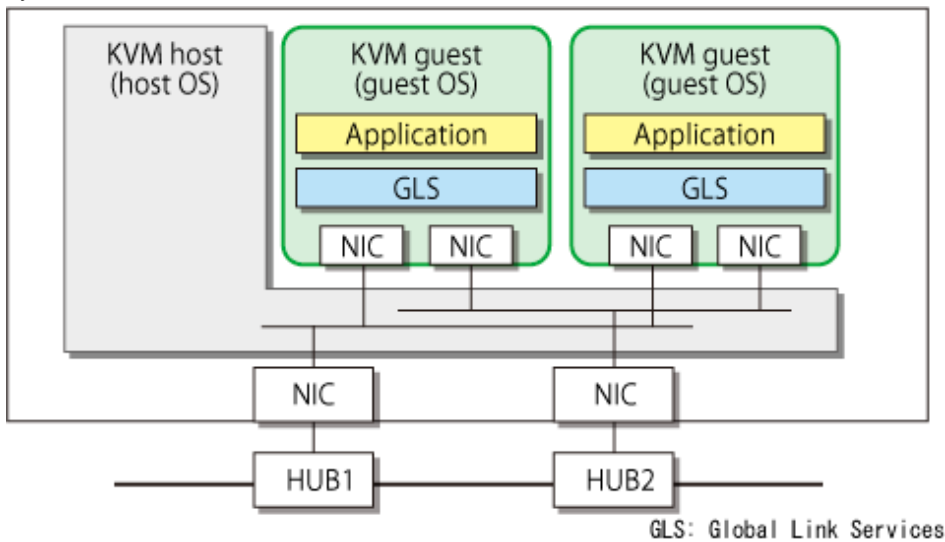 KVM host
(host OS)
KVM guest
(guest OS)
Application
GLS
NIC
NIC
KVM guest
(guest OS)
Application
GLS
NIC
NIC
NIC
NIC
HUB1
HUB2
GLS: Global Link Services